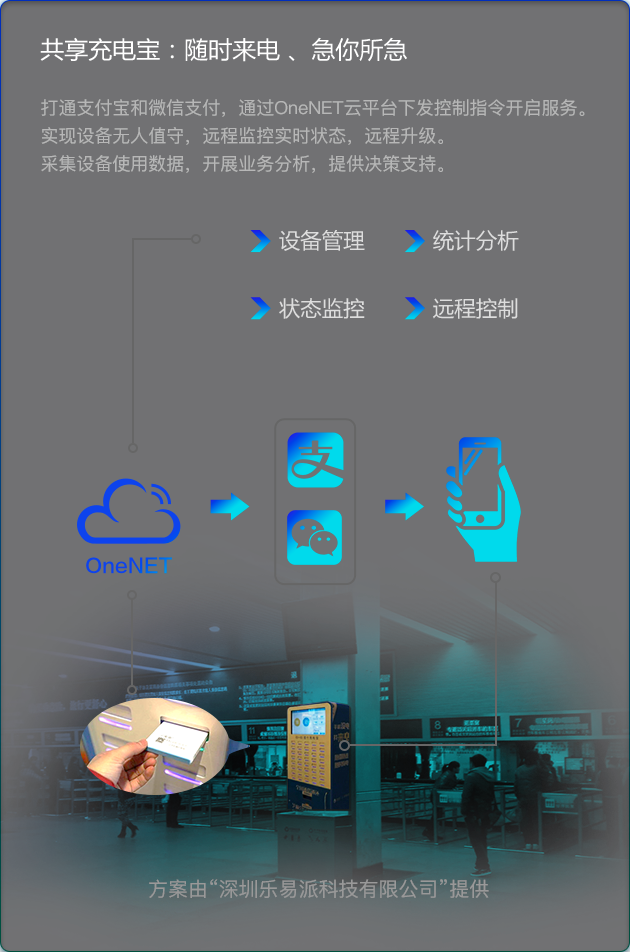 共享充电宝：随时来电 、急你所急
打通支付宝和微信支付，通过OneNET云平台下发控制指令开启服务。
实现设备无人值守，远程监控实时状态，远程升级。
采集设备使用数据，开展业务分析，提供决策支持。
设备管理 统计分析
状态监控 远程控制
支
OneNET
11
8
7
方案由“深圳乐易派科技有限公司”提供